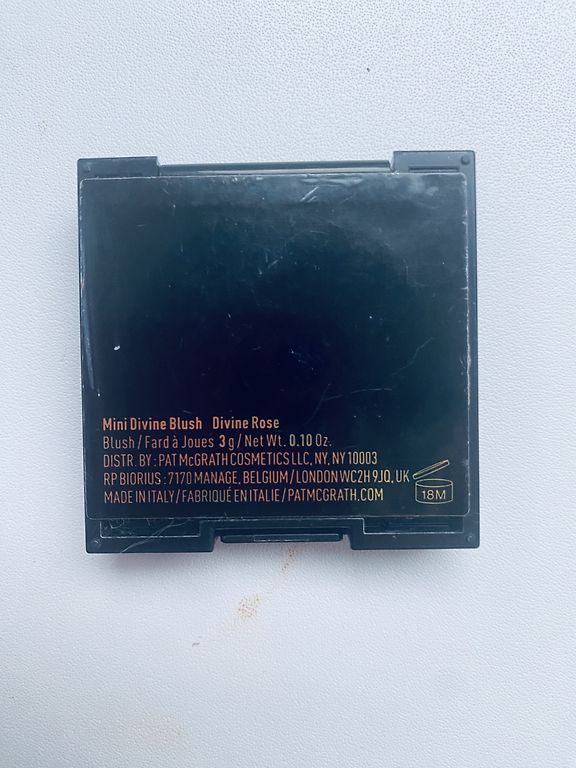 Mini Divine Blush Divine Rose
Blush / Fard à Joues 3 g / Net Wt. 0.10 Oz.
DISTR. BY : PAT McGRATH COSMETICS LLC, NY, NY 10003
RP BIORIUS : 7170 MANAGE, BELGIUM / LONDON WC2H 9JQ, UK
MADE IN ITALY / FABRIQUÉ EN ITALIE / PATMCGRATH.COM
18M